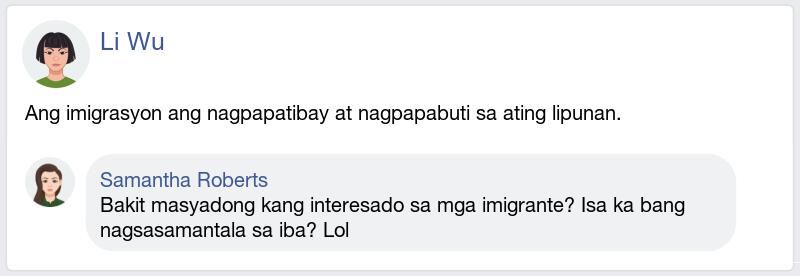 Li Wu
Ang imigrasyon ang nagpapatibay at nagpapabuti sa ating lipunan.
Samantha Roberts
Bakit masyadong kang interesado sa mga imigrante? Isa ka bang
nagsasamantala sa iba? Lol